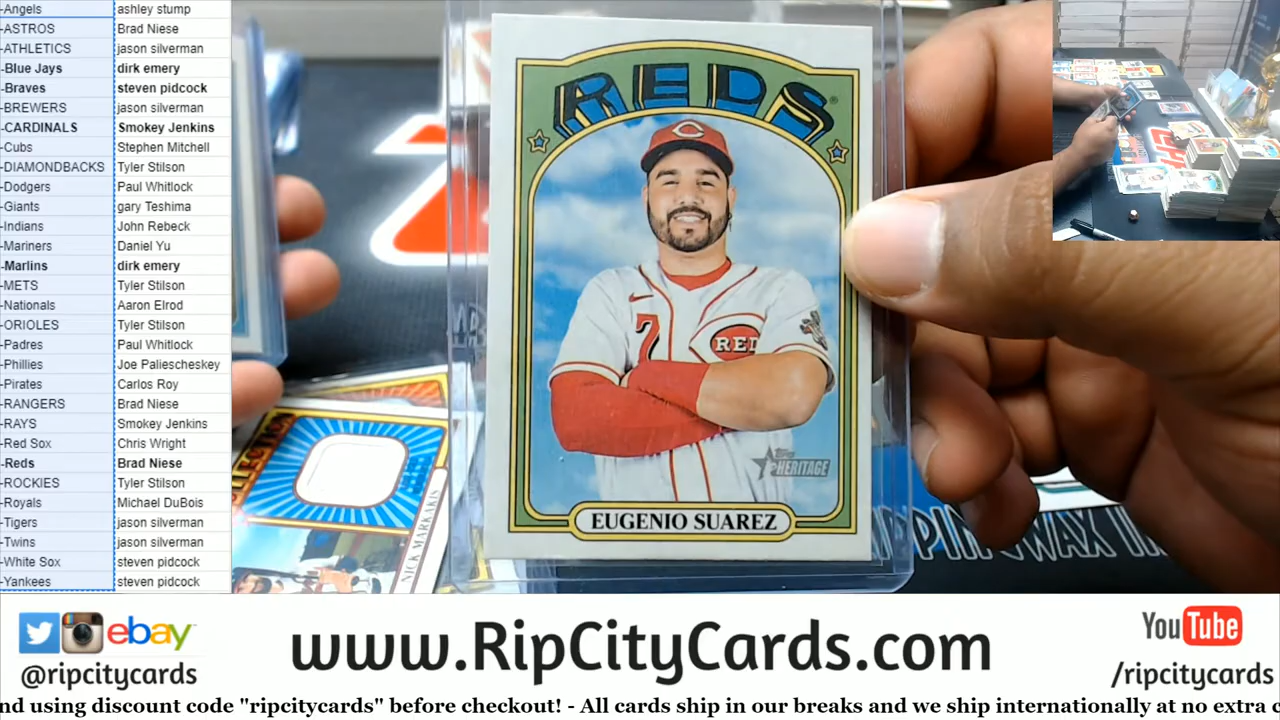 -Angels ashley stump
-ASTROS Brad Niese
-ATHLETICS jason silverman
-Blue Jays dirk emery
-Braves steven pidcock
-BREWERS jason silverman
-CARDINALS Smokey Jenkins
-Cubs Stephen Mitchell
-DIAMONDBACKS Tyler Stilson
-Dodgers Paul Whitlock
-Giants gary Teshima
-Indians John Rebeck
-Mariners Daniel Yu
-Marlins dirk emery
-METS Tyler Stilson
-Nationals Aaron Elrod
-ORIOLES Tyler Stilson
-Padres Paul Whitlock
-Phillies Joe Paliescheskey
-Pirates Carlos Roy
-RANGERS Brad Niese
-RAYS Smokey Jenkins
-Red Sox Chris Wright
-Reds Brad Niese
-ROCKIES Tyler Stilson
-Royals Michael DuBois
-Tigers jason silverman
-Twins jason silverman
-White Sox steven pidcock
-Yankees steven pidcock
REDS
7
RED
Topps
HERITAGE
EUGENIO SUAREZ
NICK MARKAKIS
WAX
ebay
@ripcitycards
www.RipCityCards.com
YouTube
/ripcitycards
nd using discount code "ripcitycards" before checkout! - All cards ship in our breaks and we ship internationally at no extra c